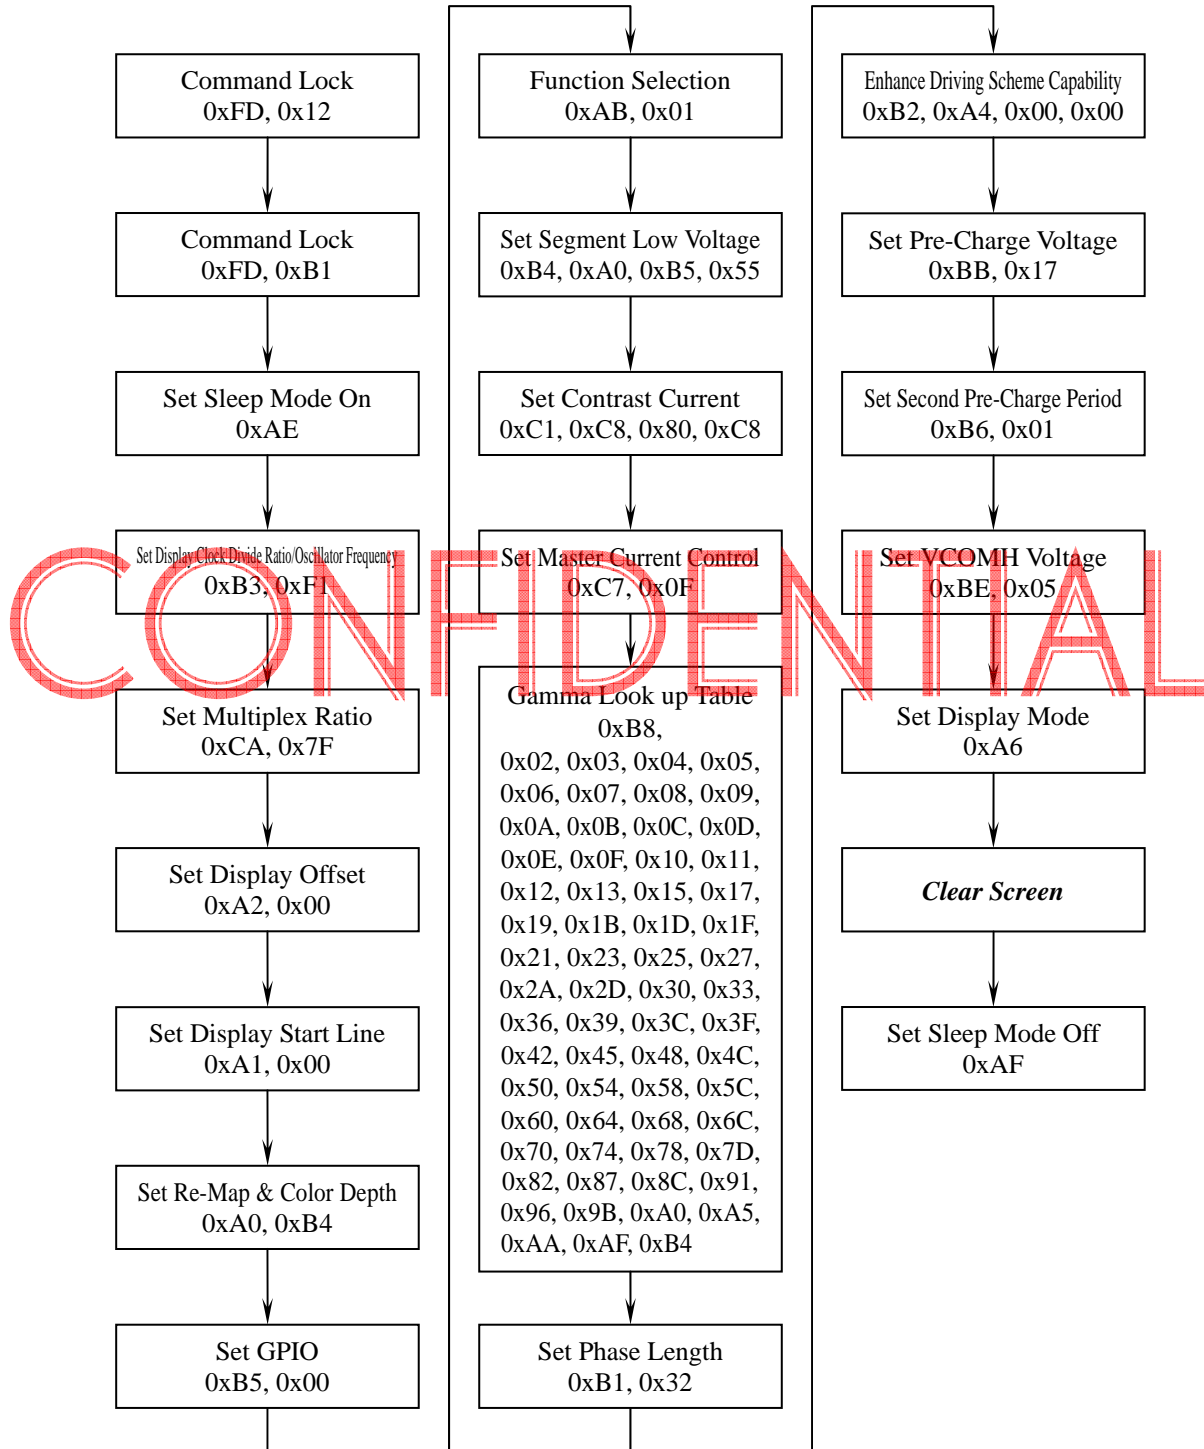 Command Lock
0xFD, 0x12
Command Lock
0xFD, 0xB1
Set Sleep Mode On
0xAE
Set Display Clock Divide Ratio/Oscillator Frequency
0xB3, 0xF1
Set Multiplex Ratio
0xCA, 0x7F
Set Display Offset
0xA2, 0x00
Set Display Start Line
0xA1, 0x00
Set Re-Map & Color Depth
0xA0, 0xB4
Set GPIO
0xB5, 0x00
Function Selection
0xAB, 0x01
Set Segment Low Voltage
0xB4, 0xA0, 0xB5, 0x55
Set Contrast Current
0xC1, 0xC8, 0x80, 0xC8
Set Master Current Control
0xC7, 0x0F
Gamma Look up Table
0xB8,
0x02, 0x03, 0x04, 0x05,
0x06, 0x07, 0x08, 0x09,
0x0A, 0x0B, 0x0C, 0x0D,
0x0E, 0x0F, 0x10, 0x11,
0x12, 0x13, 0x15, 0x17,
0x19, 0x1B, 0x1D, 0x1F,
0x21, 0x23, 0x25, 0x27,
0x2A, 0x2D, 0x30, 0x33,
0x36, 0x39, 0x3C, 0x3F,
0x42, 0x45, 0x48, 0x4C,
0x50, 0x54, 0x58, 0x5C,
0x60, 0x64, 0x68, 0x6C,
0x70, 0x74, 0x78, 0x7D,
0x82, 0x87, 0x8C, 0x91,
0x96, 0x9B, 0xA0, 0xA5,
0xAA, 0xAF, 0xB4
Set Phase Length
0xB1, 0x32
Enhance Driving Scheme Capability
0xB2, 0xA4, 0x00, 0x00
Set Pre-Charge Voltage
0xBB, 0x17
Set Second Pre-Charge Period
0xB6, 0x01
Set VCOMH Voltage
0xBE, 0x05
Set Display Mode
0xA6
Clear Screen
Set Sleep Mode Off
0xAF
CONFIDENTIAL